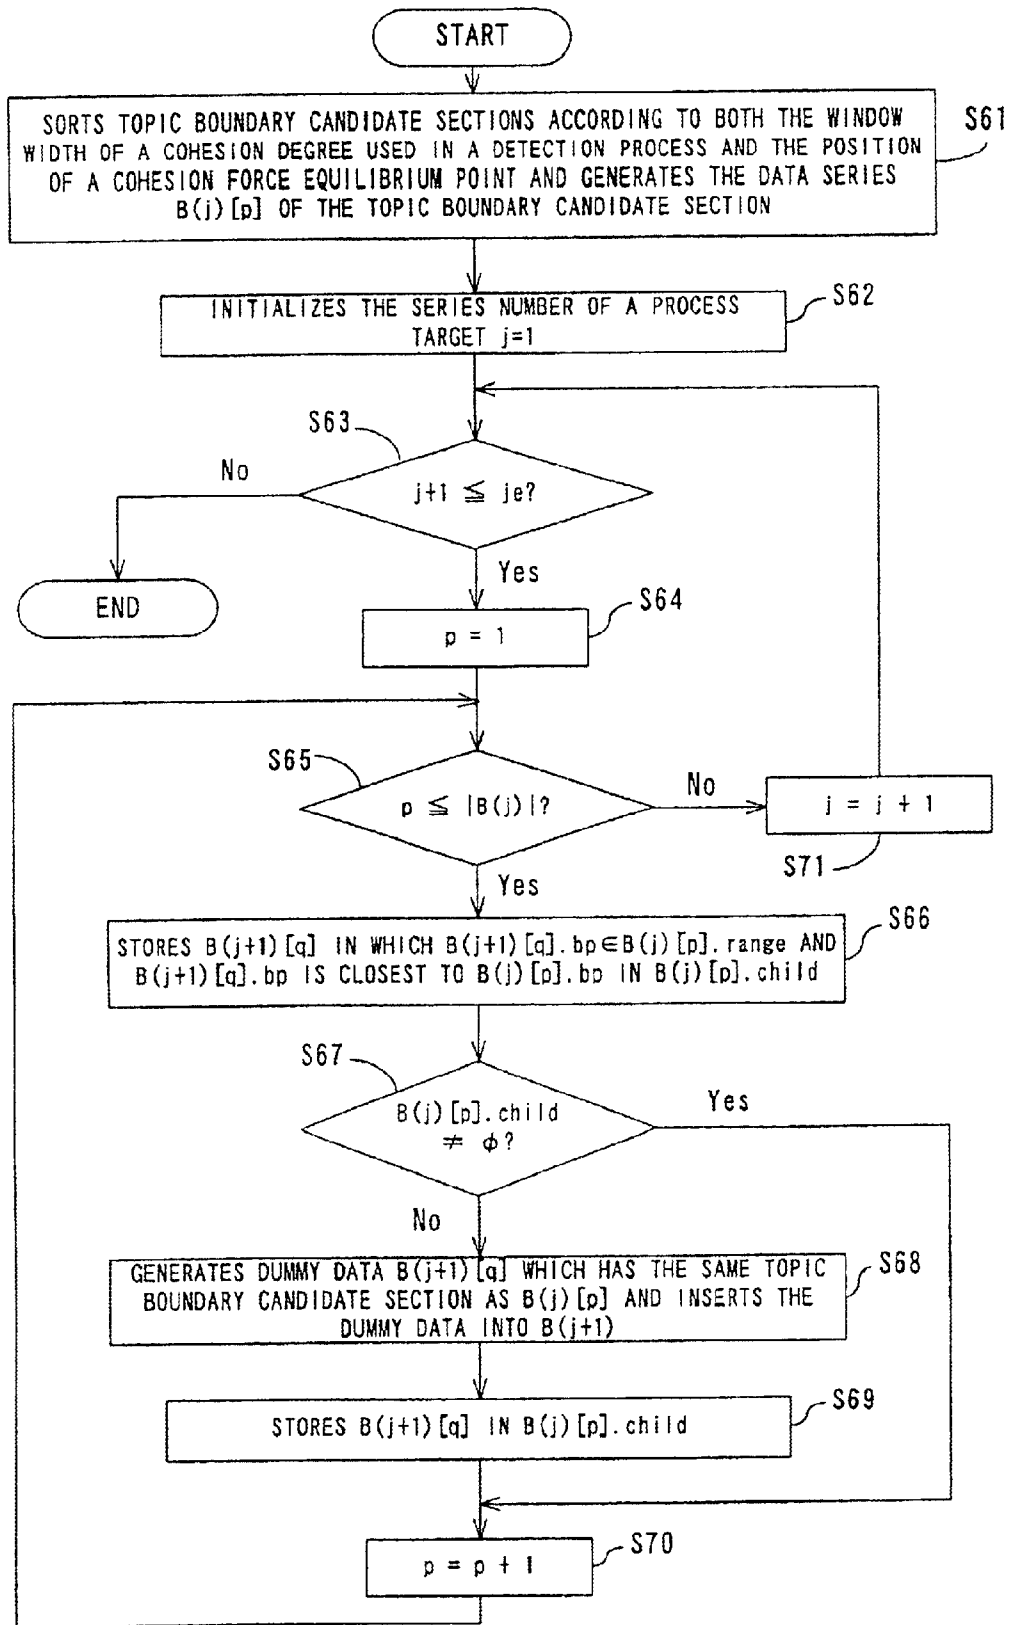 START
SORTS TOPIC BOUNDARY CANDIDATE SECTIONS ACCORDING TO BOTH THE WINDOW
WIDTH OF A COHESION DEGREE USED IN A DETECTION PROCESS AND THE POSITION
OF A COHESION FORCE EQUILIBRIUM POINT AND GENERATES THE DATA SERIES
B(j)[p] OF THE TOPIC BOUNDARY CANDIDATE SECTION
S61
INITIALIZES THE SERIES NUMBER OF A PROCESS
TARGET j=1
S62
S63
No
j+1 ≦ je?
Yes
END
S64
p = 1
S65
p ≦ |B(j)|?
No
j = j + 1
S71
Yes
S66
STORES B(j+1)[q] IN WHICH B(j+1)[q].bp∈B(j)[p].range AND
B(j+1)[q].bp IS CLOSEST TO B(j)[p].bp IN B(j)[p].child
S67
B(j)[p].child
≠ φ?
Yes
No
S68
GENERATES DUMMY DATA B(j+1)[q] WHICH HAS THE SAME TOPIC
BOUNDARY CANDIDATE SECTION AS B(j)[p] AND INSERTS THE
DUMMY DATA INTO B(j+1)
S69
STORES B(j+1)[q] IN B(j)[p].child
S70
p = p + 1